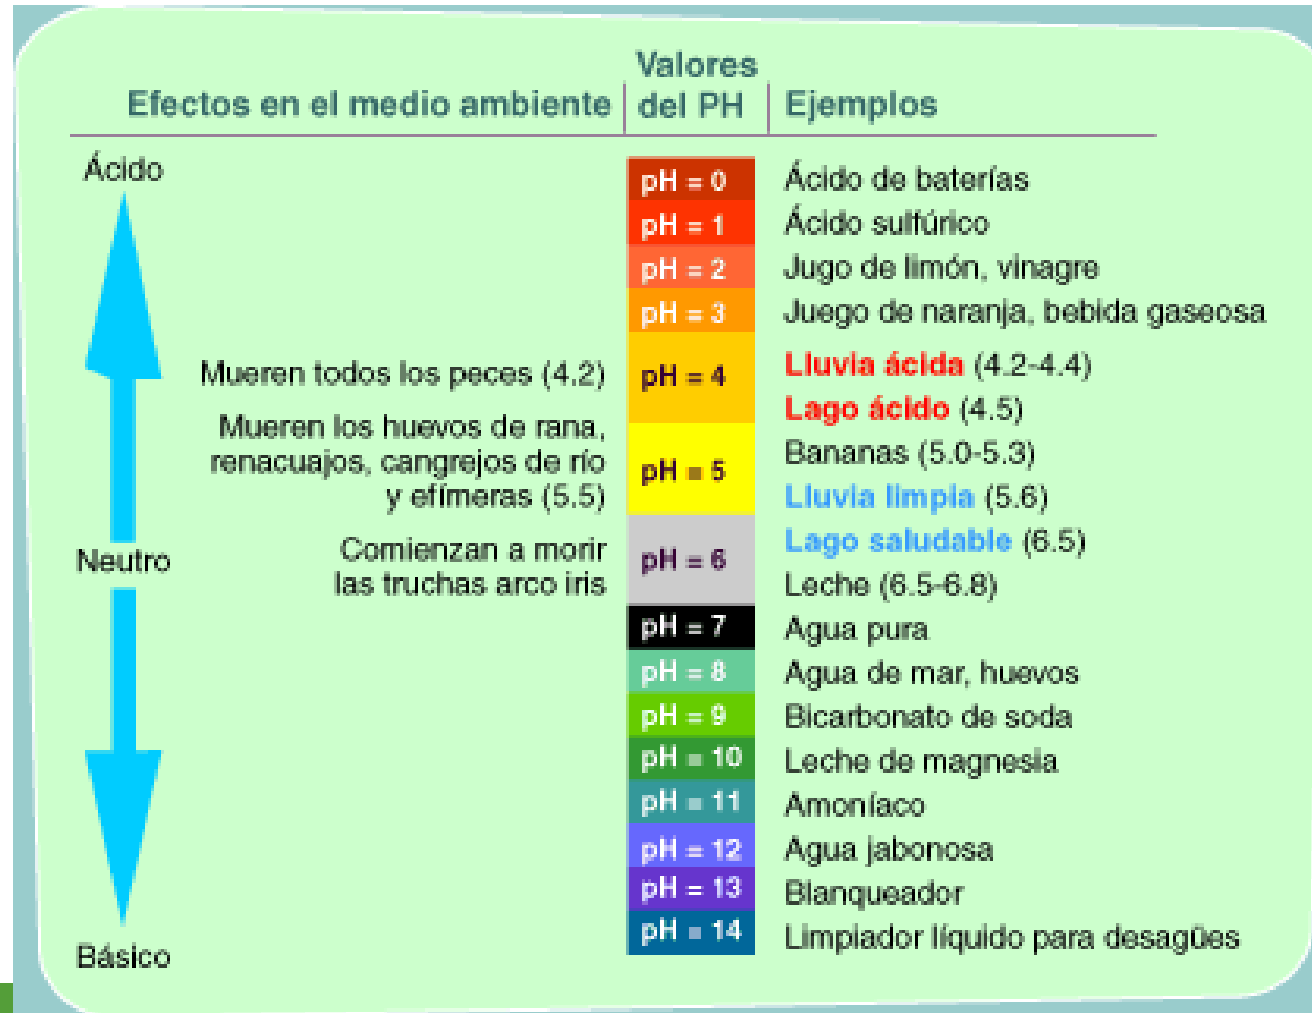 Efectos en el medio ambiente
Valores
del PH
Ejemplos
Ácido
pH = 0 Ácido de baterías
pH = 1 Ácido sulfúrico
pH = 2 Jugo de limón, vinagre
pH = 3 Juego de naranja, bebida gaseosa
Mueren todos los peces (4.2) pH = 4 Lluvia ácida (4.2-4.4)
Lago ácido (4.5)
Mueren los huevos de rana,
renacuajos, cangrejos de río
y efímeras (5.5)
pH = 5
Bananas (5.0-5.3)
Lluvia limpia (5.6)
Neutro
Comienzan a morir
las truchas arco iris
pH = 6
Lago saludable (6.5)
Leche (6.5-6.8)
pH = 7 Agua pura
pH = 8 Agua de mar, huevos
pH = 9 Bicarbonato de soda
pH = 10 Leche de magnesia
pH = 11 Amoníaco
pH = 12 Agua jabonosa
pH = 13 Blanqueador
pH = 14 Limpiador líquido para desagües
Básico